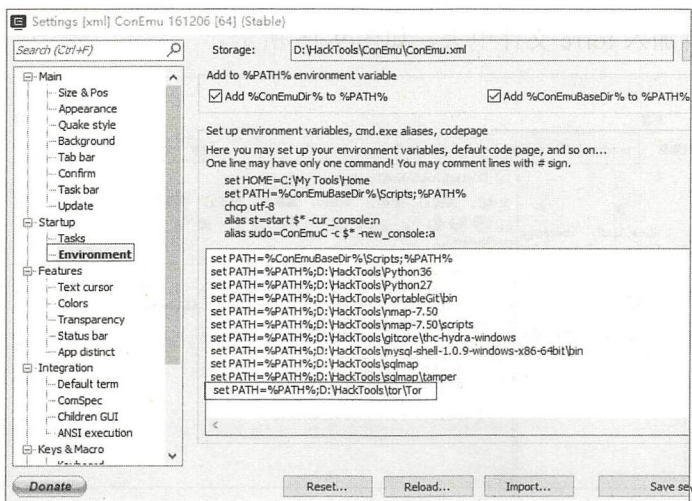 Settings [xml] ConEmu 161206 [64] {Stable}
Search (Ctrl+F)
Storage: D:\HackTools\ConEmu\ConEmu.xml
Main
Size & Pos
Appearance
Quake style
Background
Tab bar
Confirm
Task bar
Update
Startup
Tasks
Environment
Features
Text cursor
Colors
Transparency
Status bar
App distinct
Integration
Default term
ComSpec
Children GUI
ANSI execution
Keys & Macro
Add to %PATH% environment variable
Add %ConEmuDir% to %PATH%
Add %ConEmuBaseDir% to %PATH%
Set up environment variables, cmd.exe aliases, codepage
Here you may set up your environment variables, default code page, and so on...
One line may have only one command! You may comment lines with # sign.
set HOME=C:\My Tools\Home
set PATH=%ConEmuBaseDir%\Scripts;%PATH%
chcp utf-8
alias st=start $* -cur_console:n
alias sudo=ConEmuC -c $* -new_console:a
set PATH=%ConEmuBaseDir%\Scripts;%PATH%
set PATH=%PATH%;D:\HackTools\Python36
set PATH=%PATH%;D:\HackTools\Python27
set PATH=%PATH%;D:\HackTools\PortableGit\bin
set PATH=%PATH%;D:\HackTools\nmap-7.50
set PATH=%PATH%;D:\HackTools\nmap-7.50\scripts
set PATH=%PATH%;D:\HackTools\gitcore\thc-hydra-windows
set PATH=%PATH%;D:\HackTools\mysql-shell-1.0.9-windows-x86-64bit\bin
set PATH=%PATH%;D:\HackTools\sqlmap
set PATH=%PATH%;D:\HackTools\sqlmap\tamper
set PATH=%PATH%;D:\HackTools\tor\Tor
Donate
Reset...
Reload...
Import...
Save se